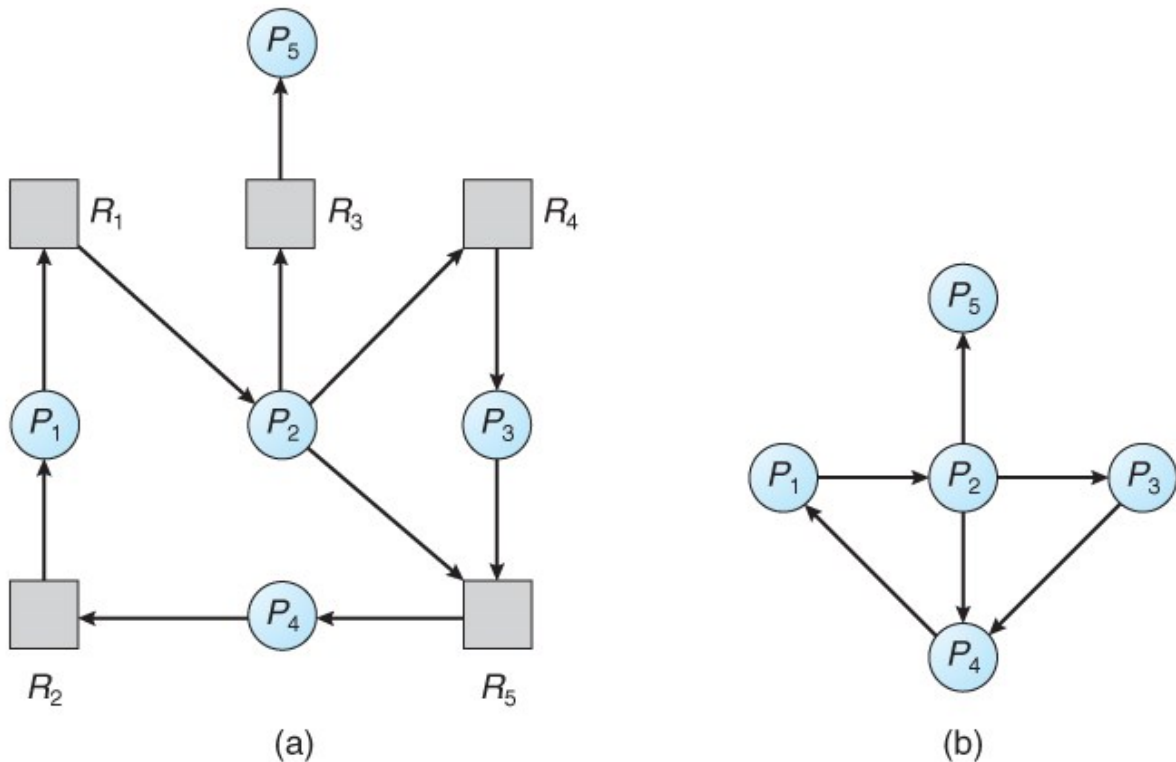 P₅
R₁ R₃ R₄
P₁ P₂ P₃
P₄
R₂ R₅
(a)
P₅
P₁ P₂ P₃
P₄
(b)